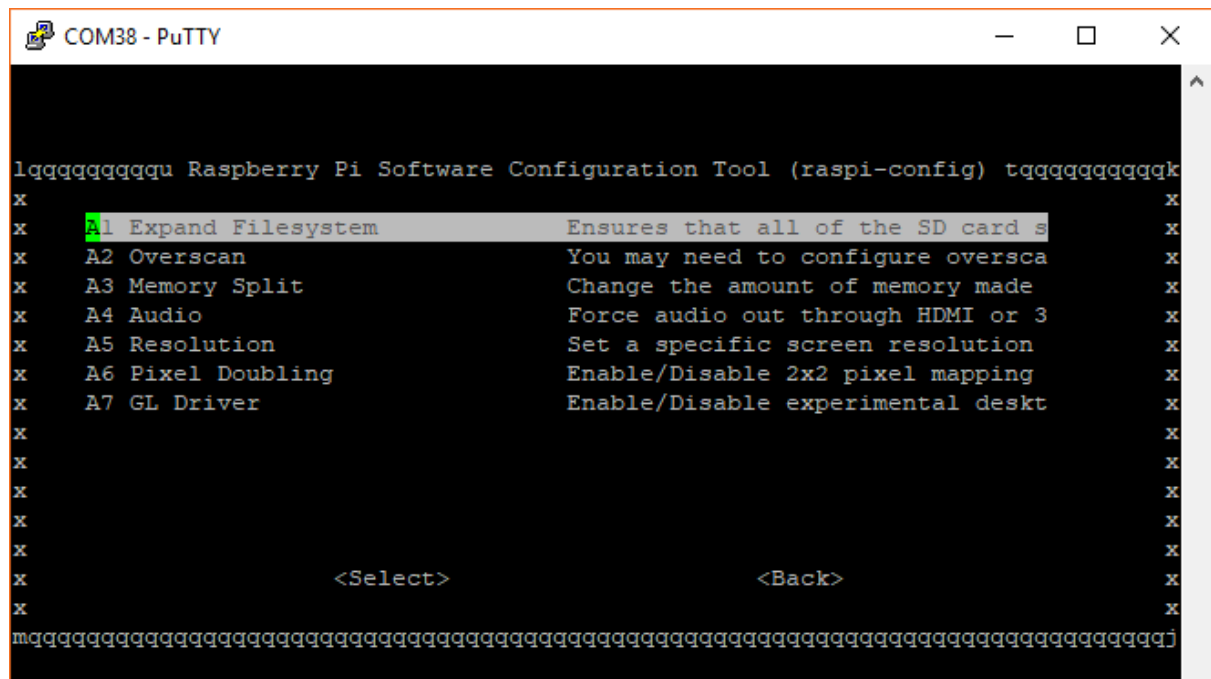 COM38 - PuTTY
lqqqqqqqqqqu Raspberry Pi Software Configuration Tool (raspi-config) tqqqqqqqqqqk
x x
x A1 Expand Filesystem Ensures that all of the SD card s x
x A2 Overscan You may need to configure oversca x
x A3 Memory Split Change the amount of memory made x
x A4 Audio Force audio out through HDMI or 3 x
x A5 Resolution Set a specific screen resolution x
x A6 Pixel Doubling Enable/Disable 2x2 pixel mapping x
x A7 GL Driver Enable/Disable experimental deskt x
x x
x x
x x
x x
x x
x <Select> <Back> x
x x
mqqqqqqqqqqqqqqqqqqqqqqqqqqqqqqqqqqqqqqqqqqqqqqqqqqqqqqqqqqqqqqqqqqqqqqqqqqqqqqj